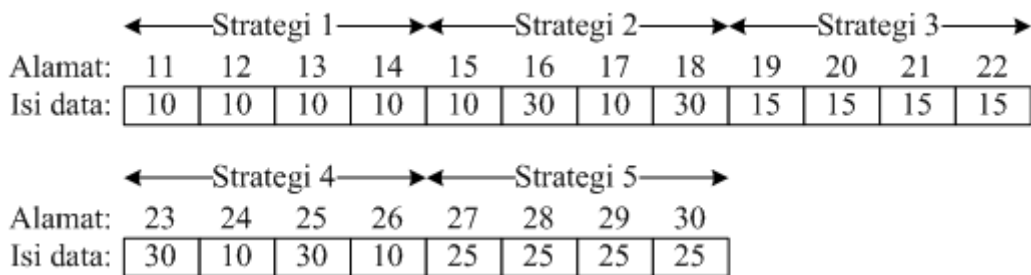 Strategi 1 Strategi 2 Strategi 3
Alamat: 11 12 13 14 15 16 17 18 19 20 21 22
Isi data: 10 10 10 10 10 30 10 30 15 15 15 15
Strategi 4 Strategi 5
Alamat: 23 24 25 26 27 28 29 30
Isi data: 30 10 30 10 25 25 25 25